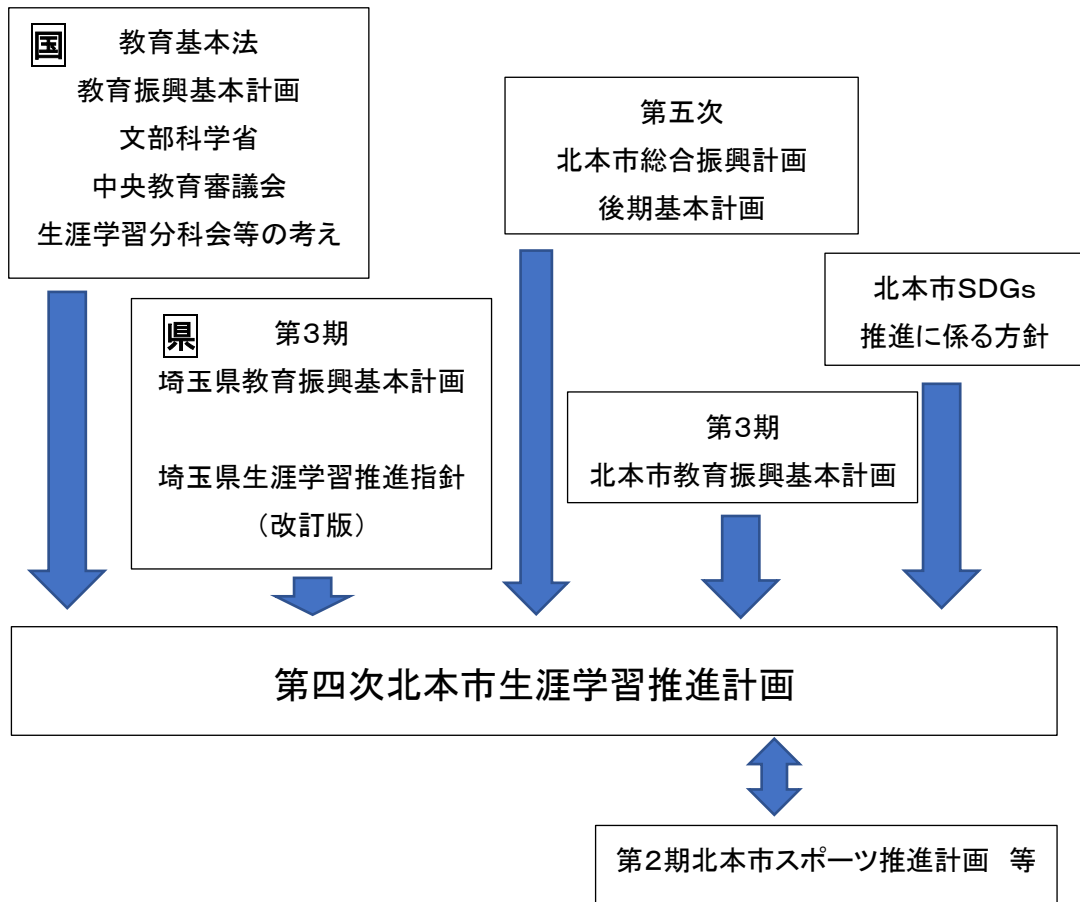 国 教育基本法
教育振興基本計画
文部科学省
中央教育審議会
生涯学習分科会等の考え
県 第3期
埼玉県教育振興基本計画
埼玉県生涯学習推進指針
(改訂版)
第五次
北本市総合振興計画
後期基本計画
第3期
北本市教育振興基本計画
北本市SDGs
推進に係る方針
第四次北本市生涯学習推進計画
第2期北本市スポーツ推進計画 等